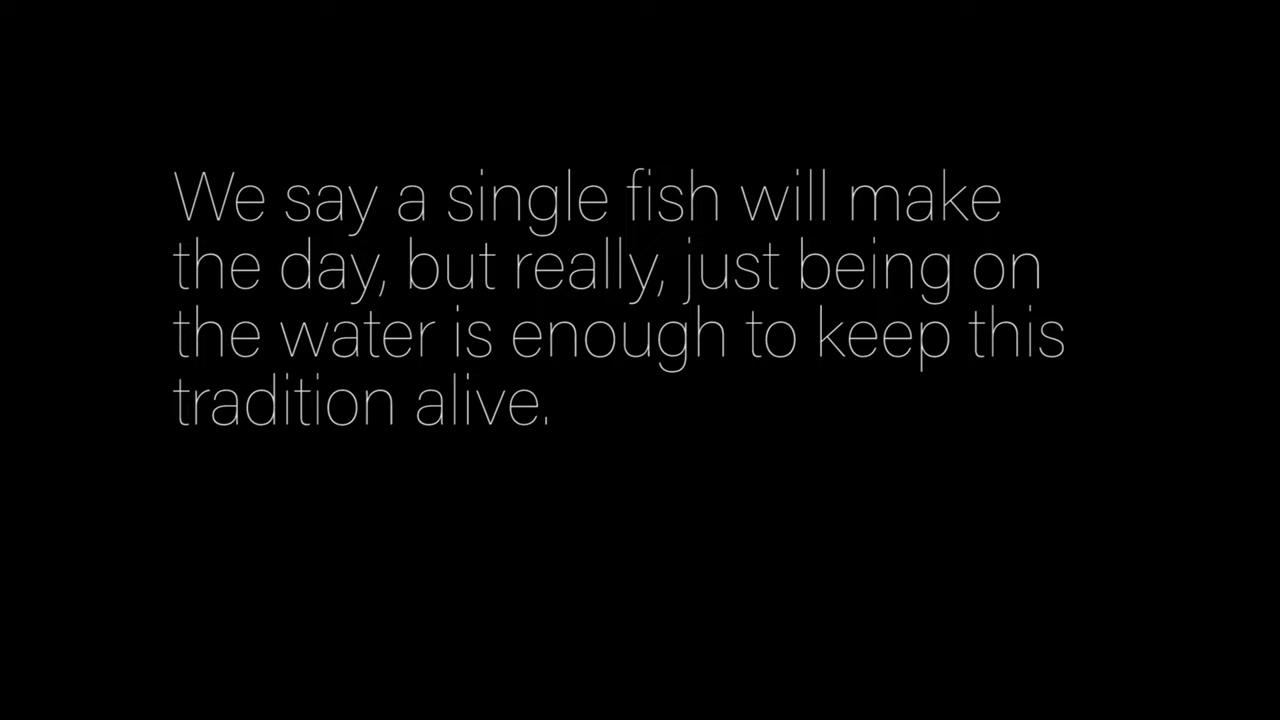 We say a single fish will make
the day, but really, just being on
the water is enough to keep this
tradition alive.